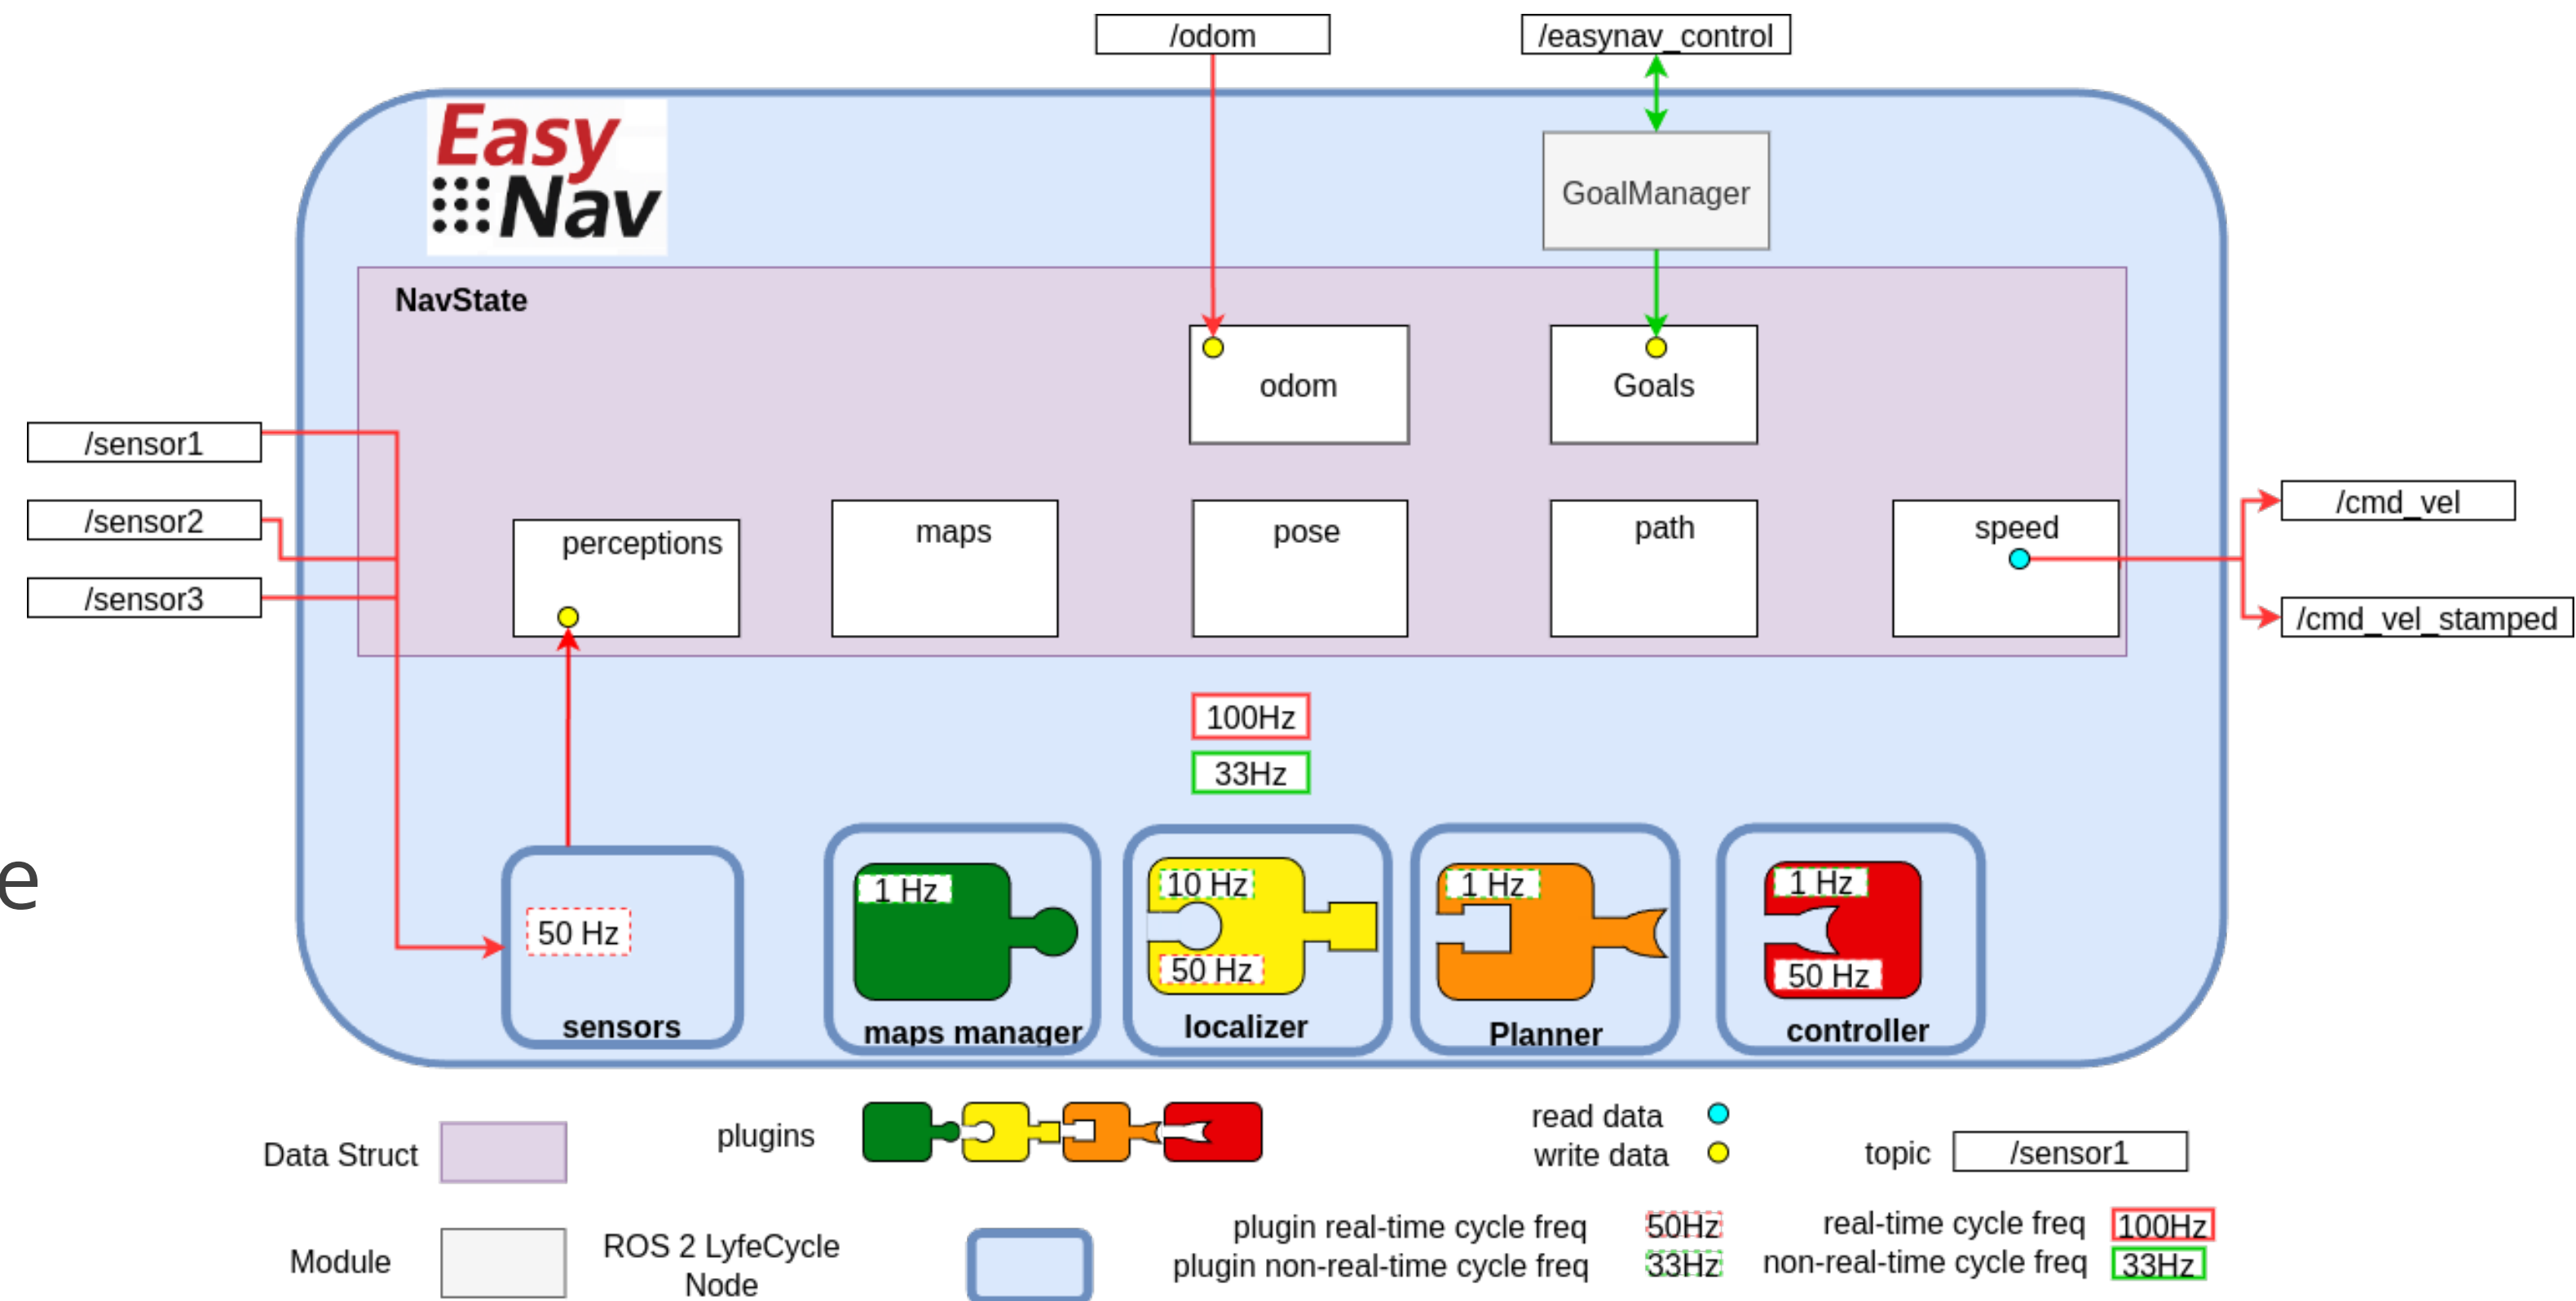 /odom
/easynav_control
Easy
Nav
GoalManager
NavState
odom
Goals
/sensor1
/sensor2
/sensor3
perceptions
maps
pose
path
speed
/cmd_vel
/cmd_vel_stamped
100Hz
33Hz
e
50 Hz
sensors
1 Hz
maps manager
10 Hz
50 Hz
localizer
1 Hz
Planner
1 Hz
50 Hz
controller
Data Struct
plugins
read data
write data
topic
/sensor1
Module
ROS 2 LyfeCycle
Node
plugin real-time cycle freq
50Hz
plugin non-real-time cycle freq
33Hz
real-time cycle freq
100Hz
non-real-time cycle freq
33Hz